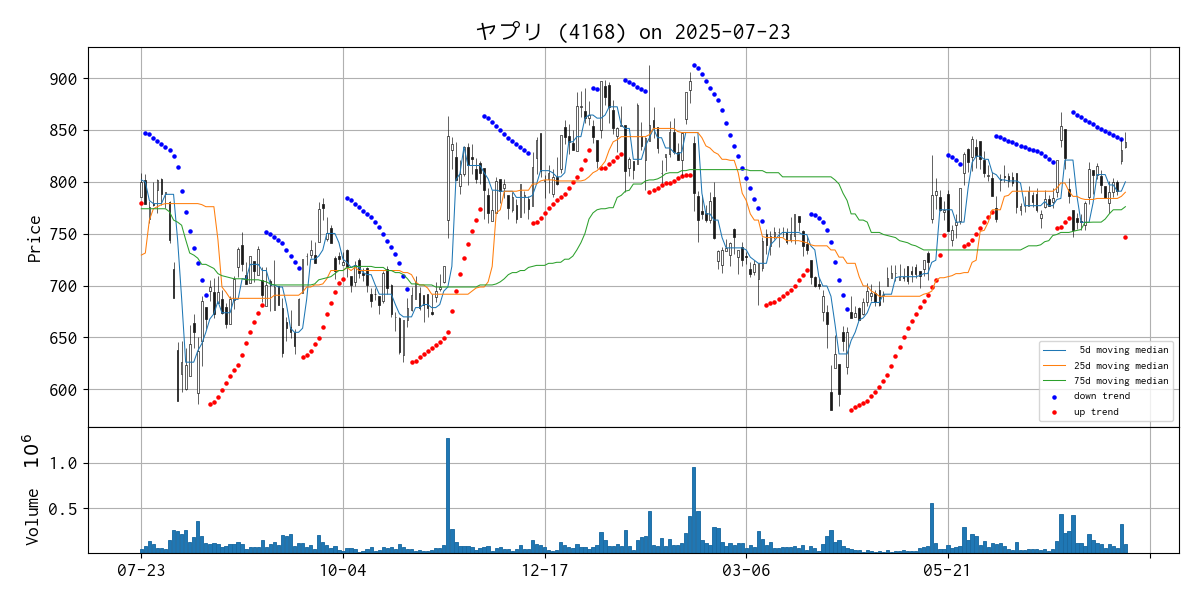 ヤプリ (4168) on 2025-07-23
Price
900
850
800
750
700
650
600
5d moving median
25d moving median
75d moving median
down trend
up trend
Volume 10^6
1.0
0.5
07-23 10-04 12-17 03-06 05-21